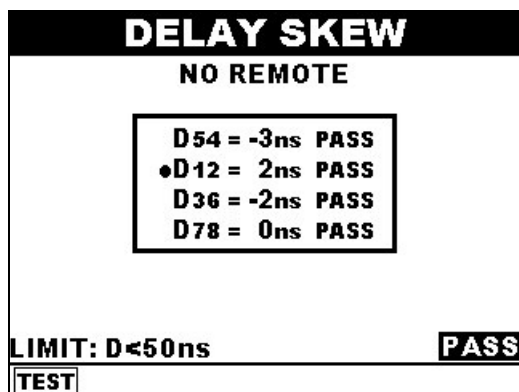 DELAY SKEW
NO REMOTE
D54 = -3ns PASS
•D12 = 2ns PASS
D36 = -2ns PASS
D78 = 0ns PASS
LIMIT: D<50ns PASS
TEST